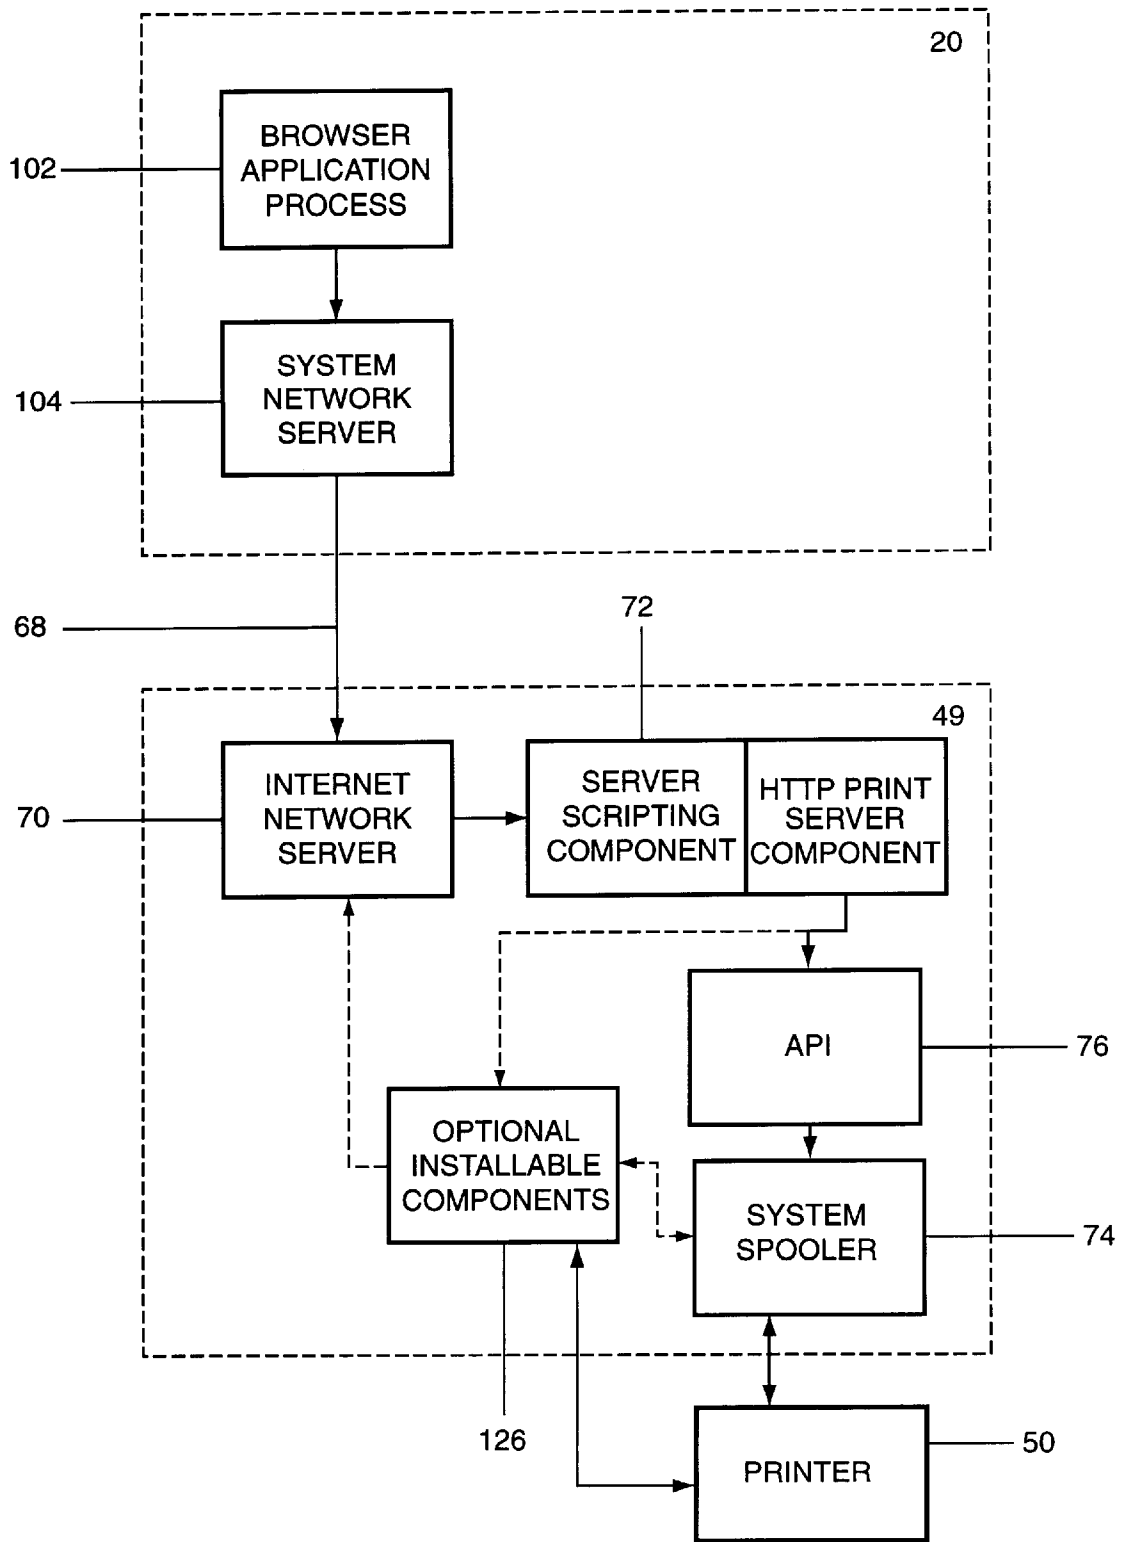 20
BROWSER
APPLICATION
PROCESS
102
SYSTEM
NETWORK
SERVER
104
68
72
49
INTERNET
NETWORK
SERVER
70
SERVER
SCRIPTING
COMPONENT
HTTP PRINT
SERVER
COMPONENT
API
76
OPTIONAL
INSTALLABLE
COMPONENTS
SYSTEM
SPOOLER
74
126
PRINTER
50